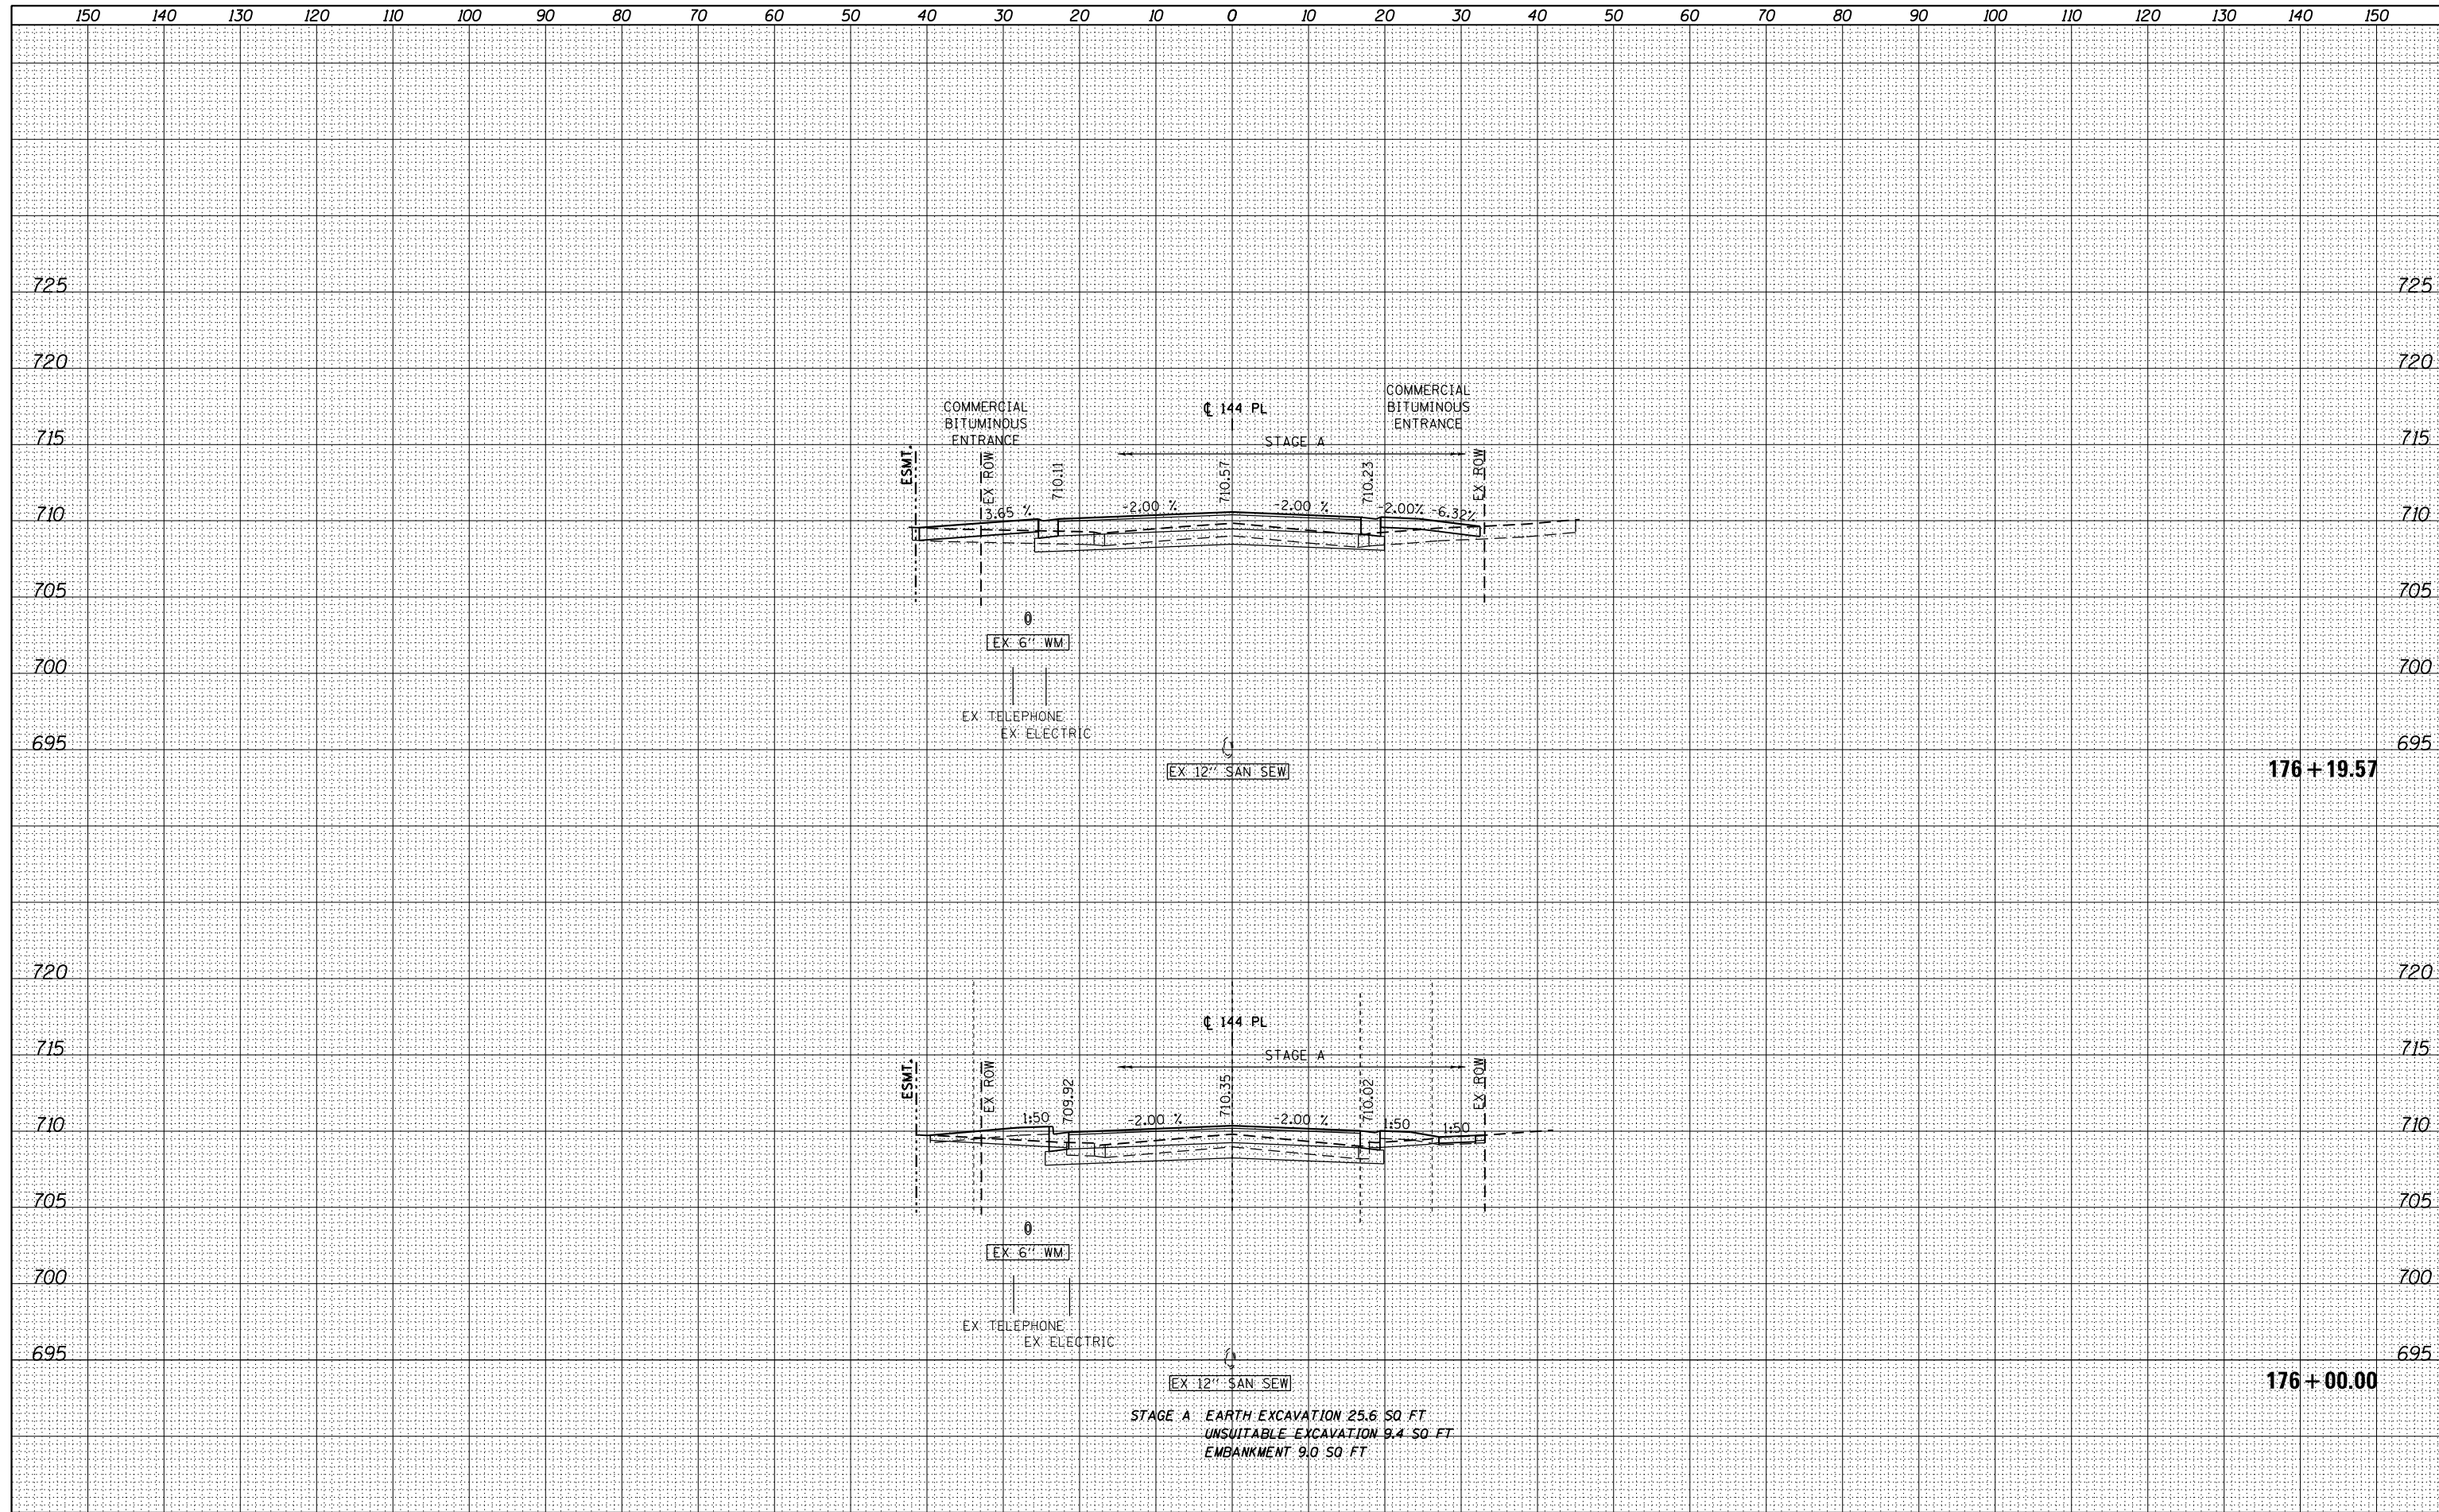 150 140 130 120 110 100 90 80 70 60 50 40 30 20 10 0 10 20 30 40 50 60 70 80 90 100 110 120 130 140 150
725 725
720 720
COMMERCIAL
BITUMINOUS
ENTRANCE
℄ 144 PL
COMMERCIAL
BITUMINOUS
ENTRANCE
715 715
STAGE A
ESMT.
EX ROW
710.11
710.57
710.23
EX ROW
710 3.65 % -2.00 % -2.00 % -2.00% -6.32% 710
705 705
EX 6'' WM
700 700
EX TELEPHONE
EX ELECTRIC
695 695
EX 12'' SAN SEW
176 + 19.57
720 720
℄ 144 PL
715 715
STAGE A
ESMT.
EX ROW
709.92
710.35
710.02
EX ROW
710 1:50 -2.00 % -2.00 % 1:50 1:50 710
705 705
EX 6'' WM
700 700
EX TELEPHONE
EX ELECTRIC
695 695
EX 12'' SAN SEW
176 + 00.00
STAGE A EARTH EXCAVATION 25.6 SQ FT
UNSUITABLE EXCAVATION 9.4 SQ FT
EMBANKMENT 9.0 SQ FT